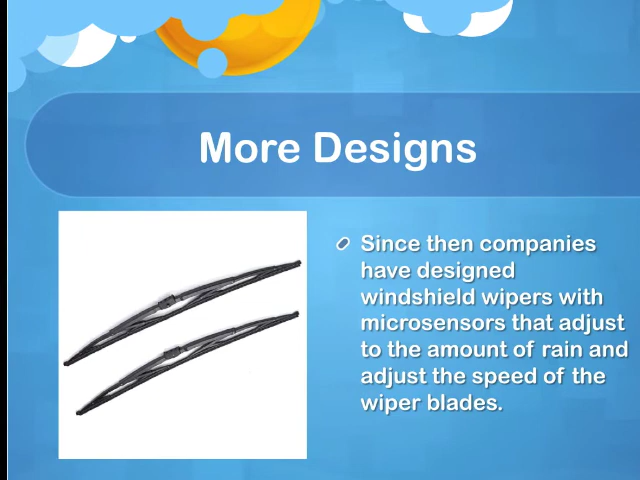 More Designs
Since then companies
have designed
windshield wipers with
microsensors that adjust
to the amount of rain and
adjust the speed of the
wiper blades.